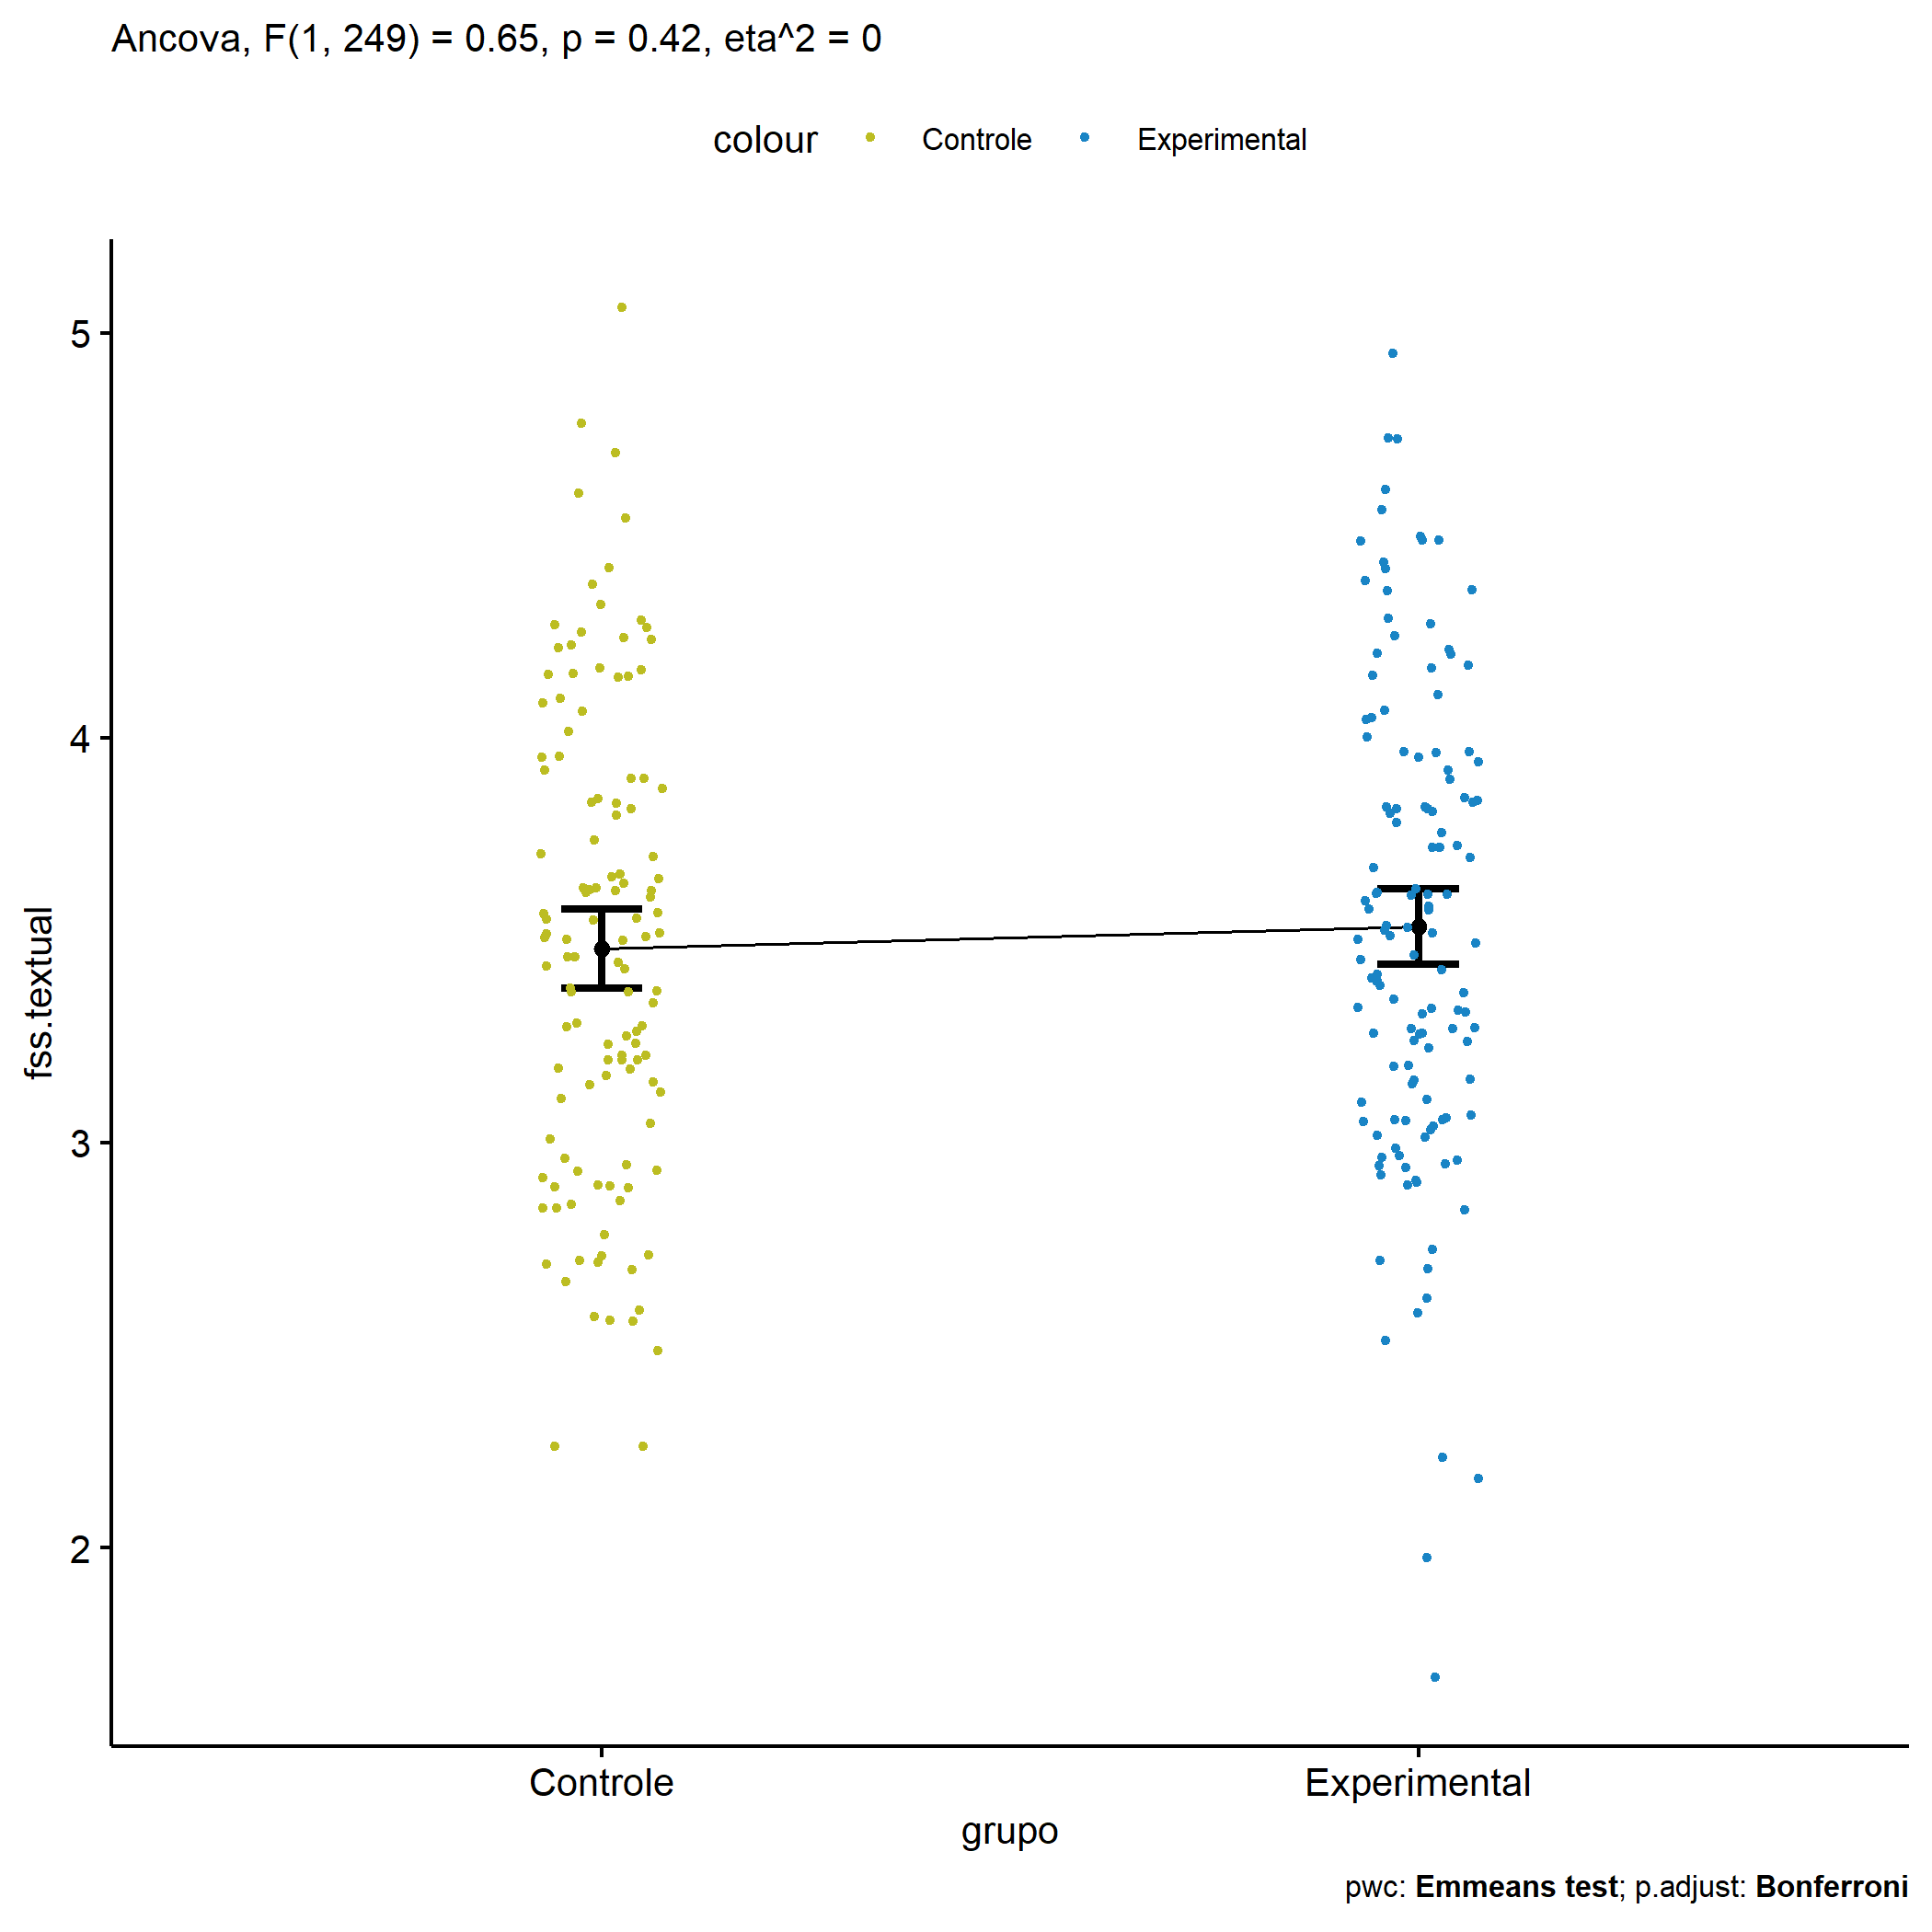 Ancova, F(1, 249) = 0.65, p = 0.42, eta^2 = 0
colour Controle Experimental
5
4
3
2
fss.textual
Controle Experimental
grupo
pwc: Emmeans test; p.adjust: Bonferroni